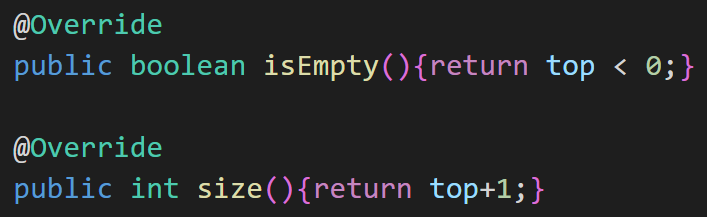 @Override
public boolean isEmpty(){return top < 0;}
@Override
public int size(){return top+1;}